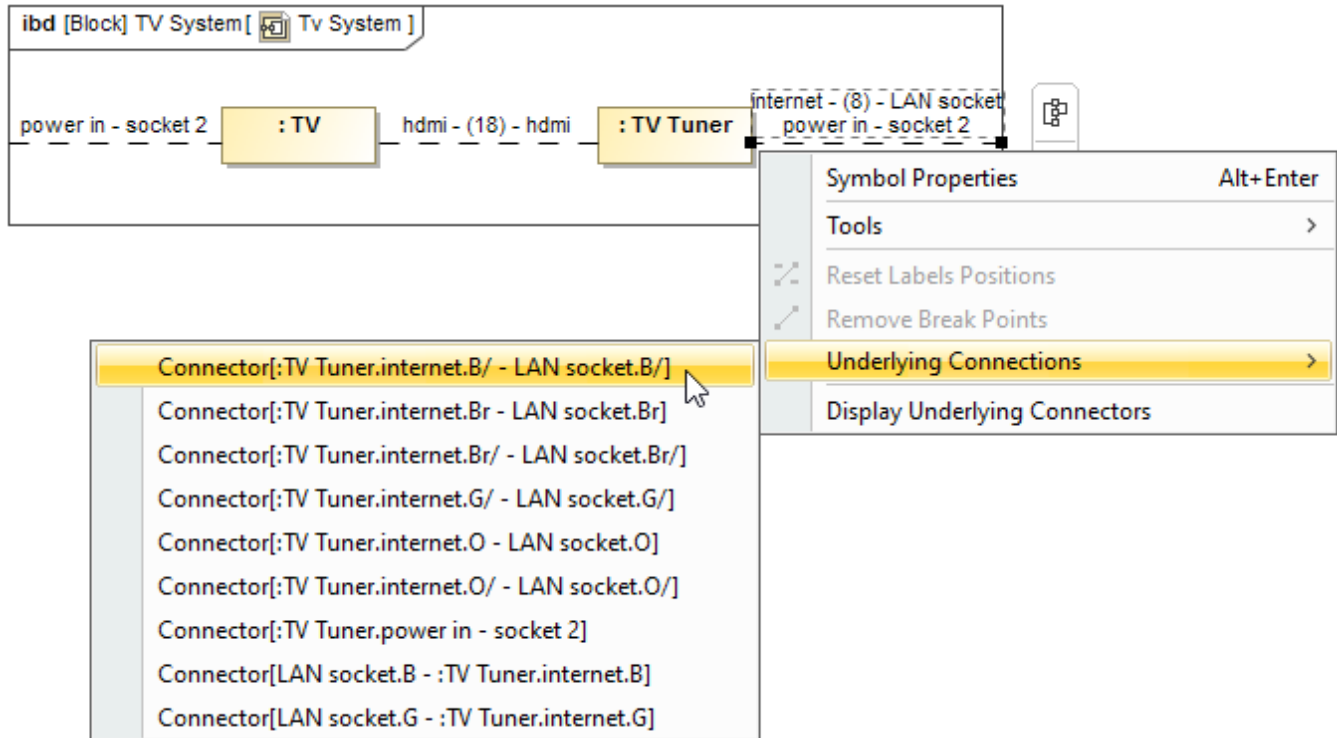 ibd [Block] TV System[ Tv System ]
internet - (8) - LAN socket
power in - socket 2 : TV hdmi - (18) - hdmi : TV Tuner power in - socket 2
Symbol Properties Alt+Enter
Tools
Reset Labels Positions
Remove Break Points
Underlying Connections
Display Underlying Connectors
Connector[:TV Tuner.internet.B/ - LAN socket.B/]
Connector[:TV Tuner.internet.Br - LAN socket.Br]
Connector[:TV Tuner.internet.Br/ - LAN socket.Br/]
Connector[:TV Tuner.internet.G/ - LAN socket.G/]
Connector[:TV Tuner.internet.O - LAN socket.O]
Connector[:TV Tuner.internet.O/ - LAN socket.O/]
Connector[:TV Tuner.power in - socket 2]
Connector[LAN socket.B - :TV Tuner.internet.B]
Connector[LAN socket.G - :TV Tuner.internet.G]